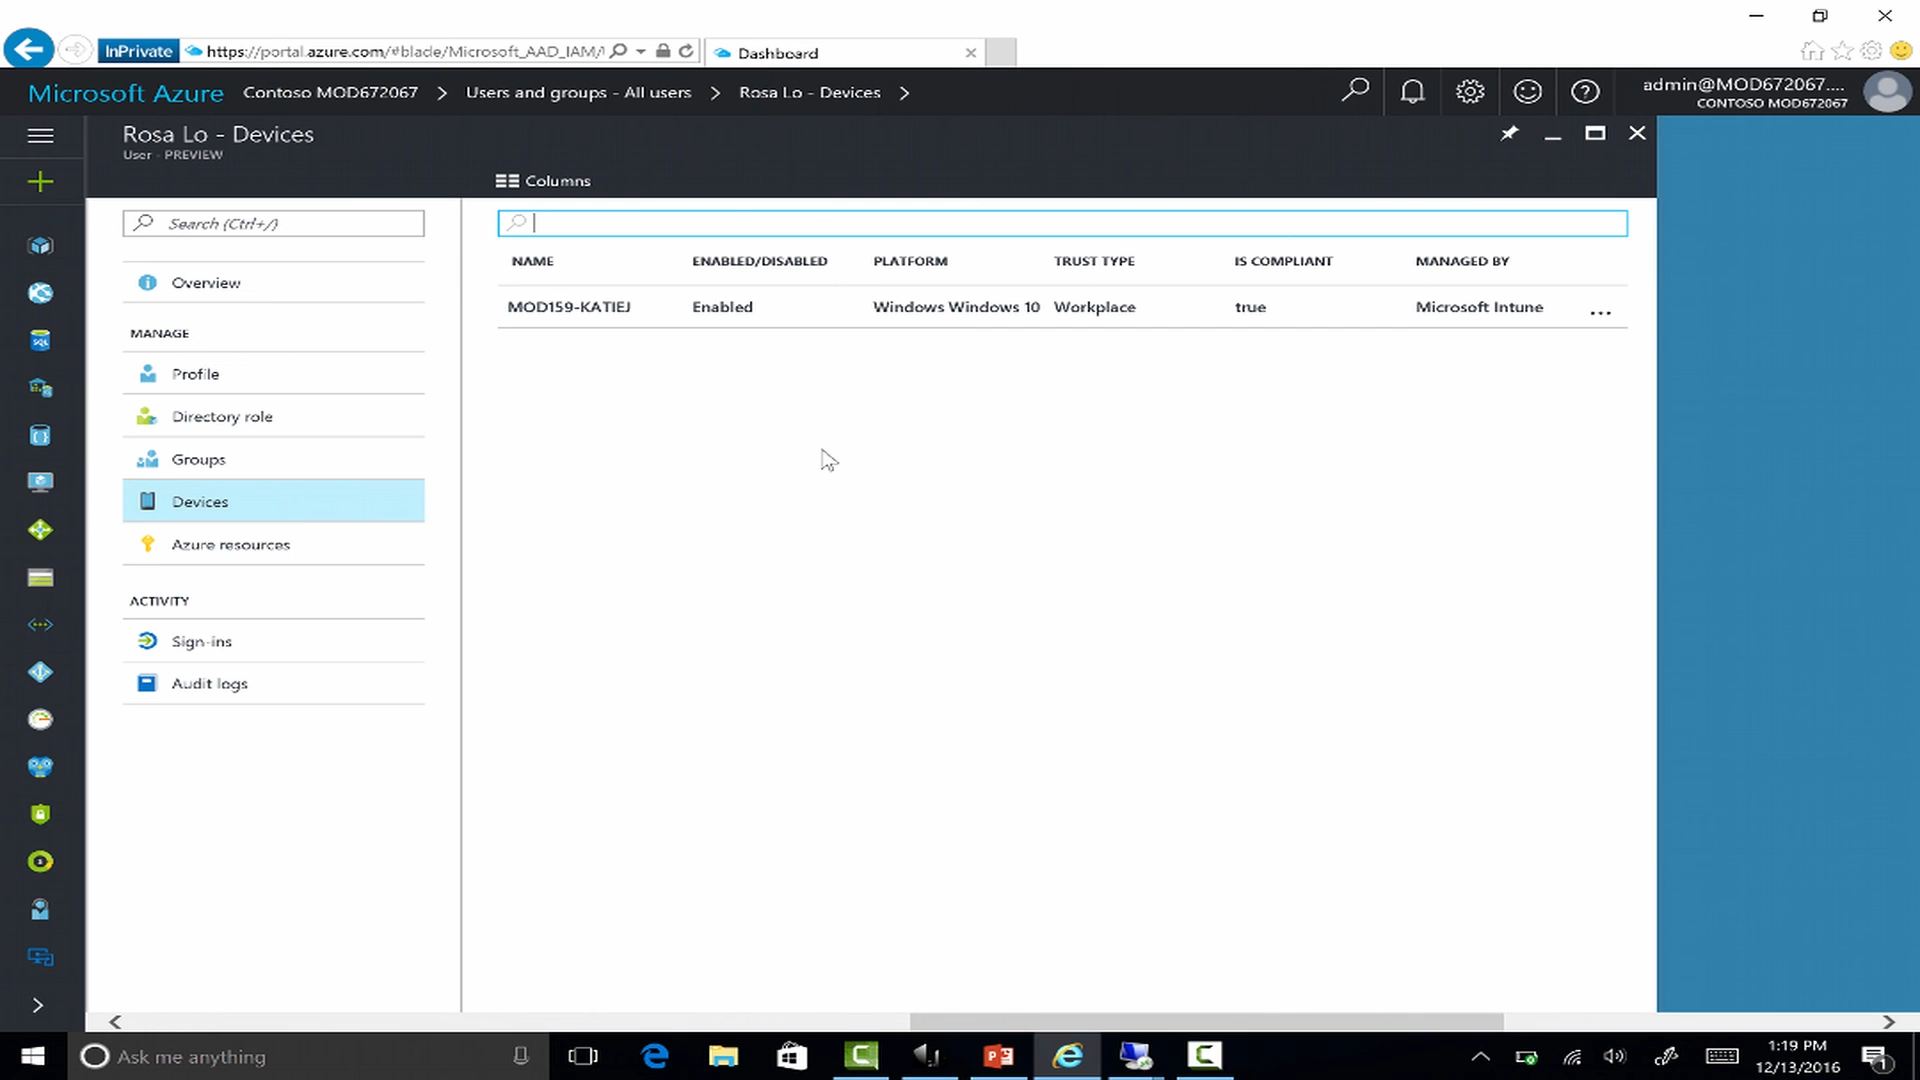 InPrivate
https://portal.azure.com/#blade/Microsoft_AAD_IAM/
Dashboard
Microsoft Azure
Contoso MOD672067
Users and groups - All users
Rosa Lo - Devices
admin@MOD672067....
CONTOSO MOD672067
Rosa Lo - Devices
User - PREVIEW
Columns
Search (Ctrl+/)
Overview
MANAGE
Profile
Directory role
Groups
Devices
Azure resources
ACTIVITY
Sign-ins
Audit logs
NAME ENABLED/DISABLED PLATFORM TRUST TYPE IS COMPLIANT MANAGED BY
MOD159-KATIEJ Enabled Windows Windows 10 Workplace true Microsoft Intune ...
SQL
Ask me anything
1:19 PM
12/13/2016
1